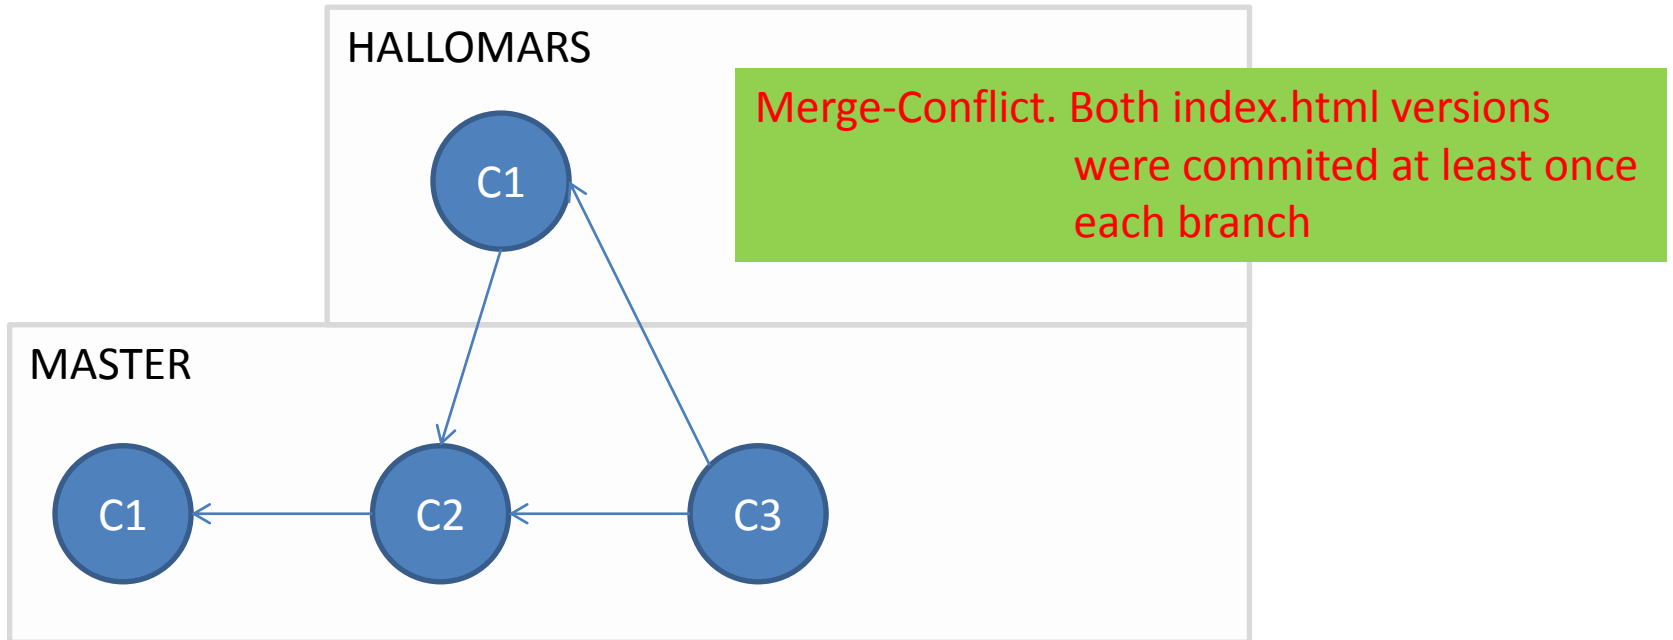 HALLOMARS
Merge-Conflict. Both index.html versions
were commited at least once
each branch
C1
MASTER
C1
C2
C3